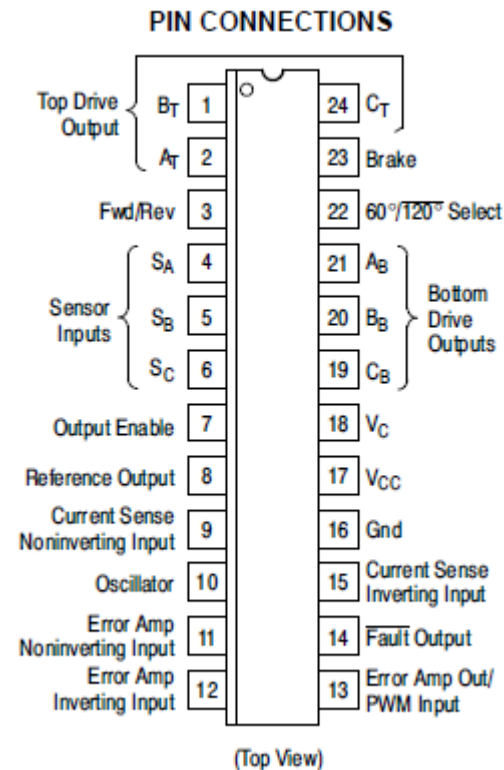 PIN CONNECTIONS
Top Drive
Output
BT 1
AT 2
Fwd/Rev 3
Sensor
Inputs
SA 4
SB 5
SC 6
Output Enable 7
Reference Output 8
Current Sense
Noninverting Input 9
Oscillator 10
Error Amp
Noninverting Input 11
Error Amp
Inverting Input 12
24 CT
23 Brake
22 60°/120° Select
21 AB
20 BB
19 CB
Bottom
Drive
Outputs
18 VC
17 VCC
16 Gnd
15 Current Sense
Inverting Input
14 Fault Output
13 Error Amp Out/
PWM Input
(Top View)